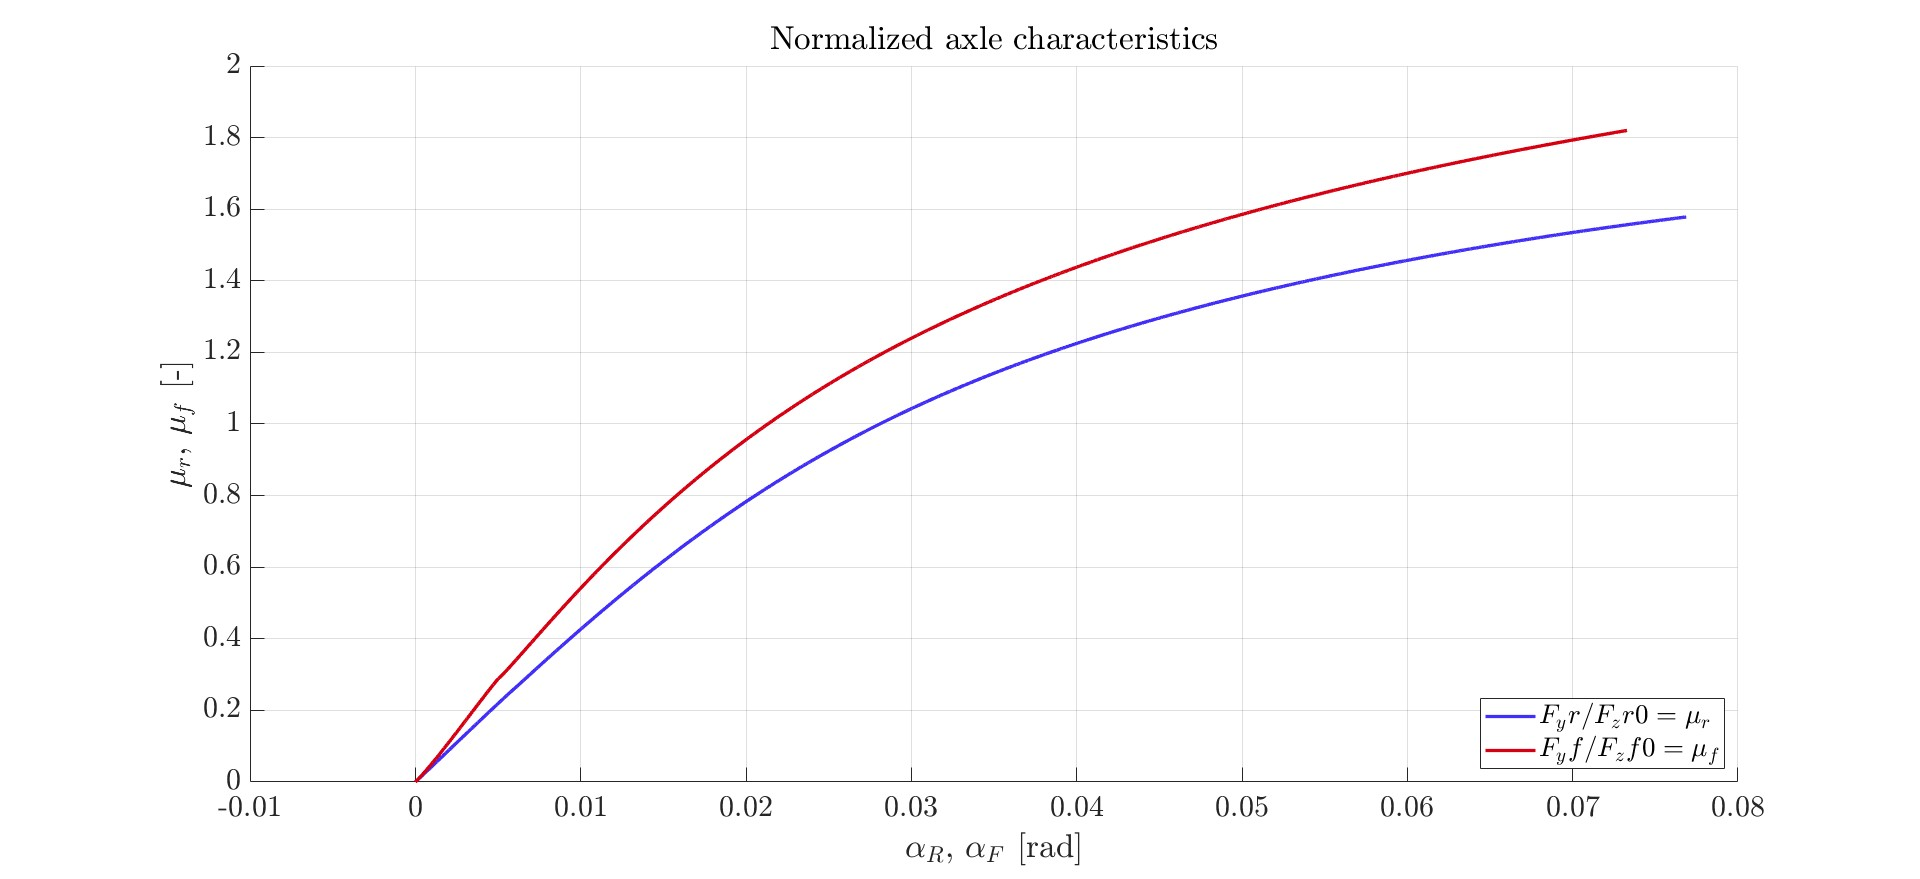 Normalized axle characteristics
2
1.8
1.6
1.4
1.2
1
0.8
0.6
0.4
0.2
0
μr, μf [-]
-0.01 0 0.01 0.02 0.03 0.04 0.05 0.06 0.07 0.08
αR, αF [rad]
Fyr/Fzr0 = μr
Fyf/Fzf0 = μf